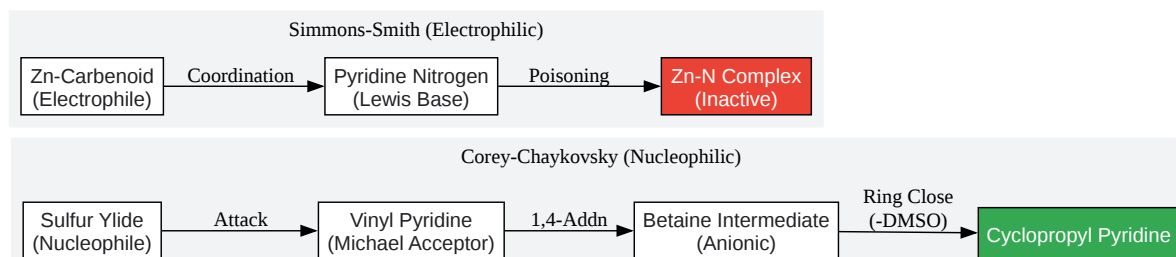 Simmons-Smith (Electrophilic)
Zn-Carbenoid
(Electrophile)
Coordination
Pyridine Nitrogen
(Lewis Base)
Poisoning
Zn-N Complex
(Inactive)
Corey-Chaykovsky (Nucleophilic)
Sulfur Ylide
(Nucleophile)
Attack
Vinyl Pyridine
(Michael Acceptor)
1,4-Addn
Betaine Intermediate
(Anionic)
Ring Close
(-DMSO)
Cyclopropyl Pyridine